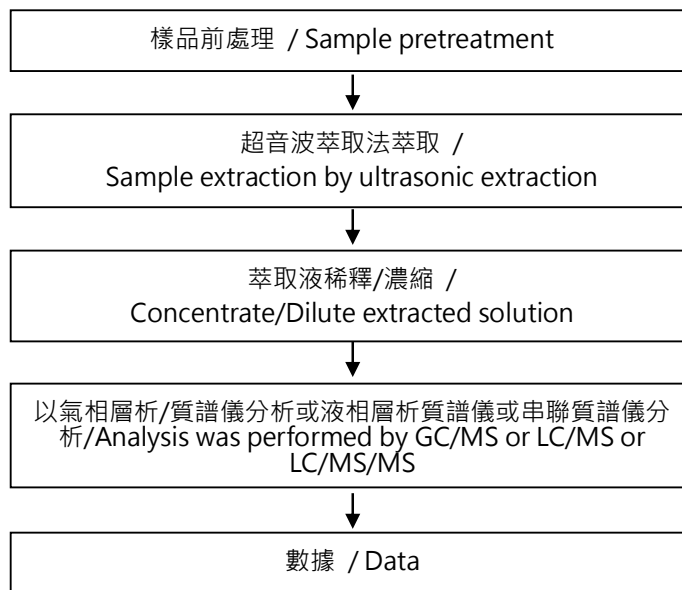 樣品前處理 / Sample pretreatment
超音波萃取法萃取 /
Sample extraction by ultrasonic extraction
萃取液稀釋/濃縮 /
Concentrate/Dilute extracted solution
以氣相層析/質譜儀分析或液相層析質譜儀或串聯質譜儀分
析/Analysis was performed by GC/MS or LC/MS or
LC/MS/MS
數據 / Data